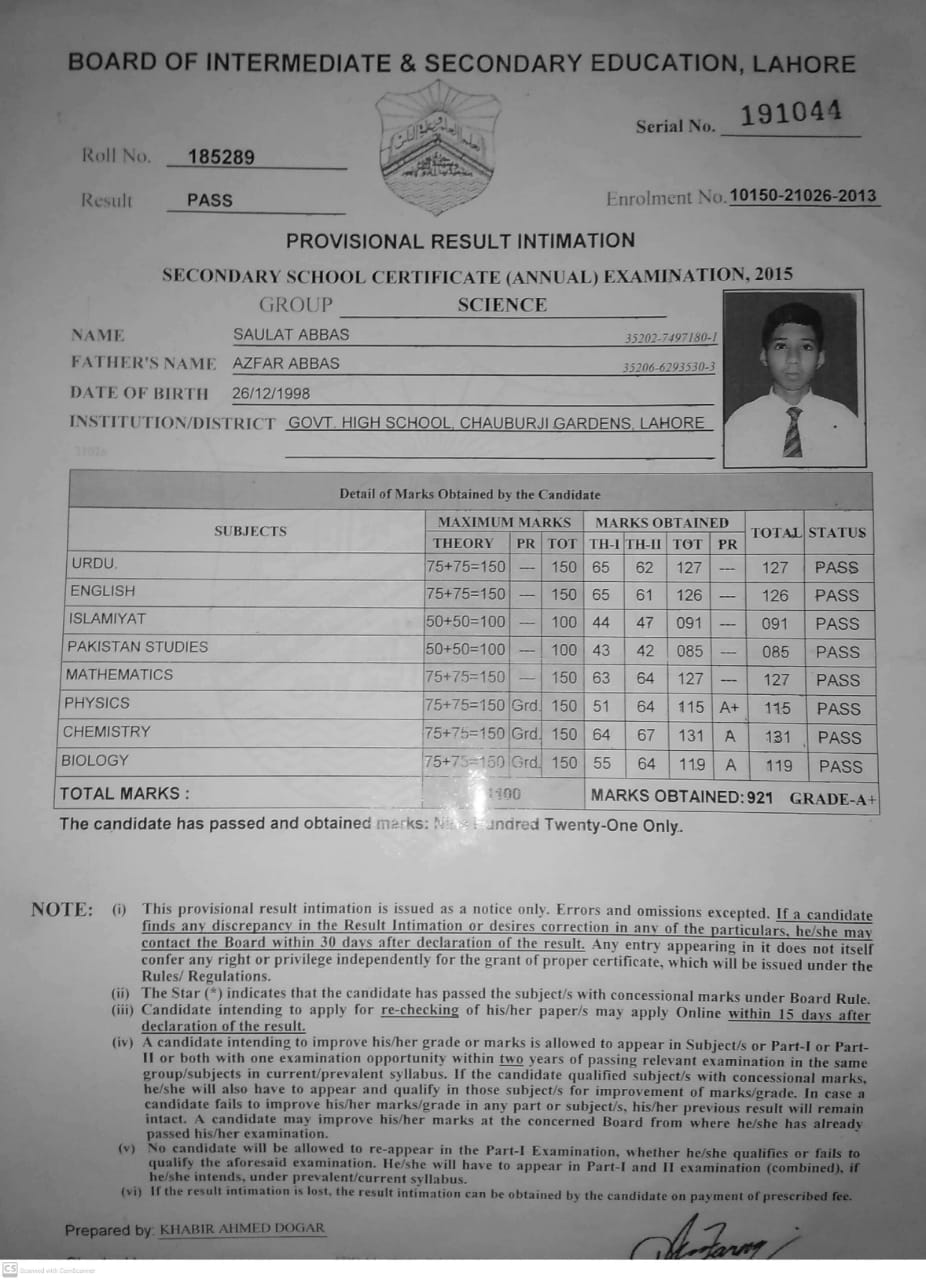 BOARD OF INTERMEDIATE & SECONDARY EDUCATION, LAHORE
Serial No. 191044
Roll No. 185289
Result PASS
Enrolment No. 10150-21026-2013
PROVISIONAL RESULT INTIMATION
SECONDARY SCHOOL CERTIFICATE (ANNUAL) EXAMINATION, 2015
GROUP SCIENCE
NAME SAULAT ABBAS 35202-7497180-1
FATHER'S NAME AZFAR ABBAS 35206-6293530-3
DATE OF BIRTH 26/12/1998
INSTITUTION/DISTRICT GOVT. HIGH SCHOOL, CHAUBURJI GARDENS, LAHORE
21026
Detail of Marks Obtained by the Candidate
SUBJECTS MAXIMUM MARKS MARKS OBTAINED TOTAL STATUS
THEORY PR TOT TH-I TH-II TOT PR
URDU. 75+75=150 --- 150 65 62 127 --- 127 PASS
ENGLISH 75+75=150 --- 150 65 61 126 --- 126 PASS
ISLAMIYAT 50+50=100 --- 100 44 47 091 --- 091 PASS
PAKISTAN STUDIES 50+50=100 --- 100 43 42 085 --- 085 PASS
MATHEMATICS 75+75=150 --- 150 63 64 127 --- 127 PASS
PHYSICS 75+75=150 Grd. 150 51 64 115 A+ 115 PASS
CHEMISTRY 75+75=150 Grd. 150 64 67 131 A 131 PASS
BIOLOGY 75+75=150 Grd. 150 55 64 119 A 119 PASS
TOTAL MARKS : 1100 MARKS OBTAINED: 921 GRADE-A+
The candidate has passed and obtained marks: Nine Hundred Twenty-One Only.
NOTE: (i) This provisional result intimation is issued as a notice only. Errors and omissions excepted. If a candidate
finds any discrepancy in the Result Intimation or desires correction in any of the particulars, he/she may
contact the Board within 30 days after declaration of the result. Any entry appearing in it does not itself
confer any right or privilege independently for the grant of proper certificate, which will be issued under the
Rules/ Regulations.
(ii) The Star (*) indicates that the candidate has passed the subject/s with concessional marks under Board Rule.
(iii) Candidate intending to apply for re-checking of his/her paper/s may apply Online within 15 days after
declaration of the result.
(iv) A candidate intending to improve his/her grade or marks is allowed to appear in Subject/s or Part-I or Part-
II or both with one examination opportunity within two years of passing relevant examination in the same
group/subjects in current/prevalent syllabus. If the candidate qualified subject/s with concessional marks,
he/she will also have to appear and qualify in those subject/s for improvement of marks/grade. In case a
candidate fails to improve his/her marks/grade in any part or subject/s, his/her previous result will remain
intact. A candidate may improve his/her marks at the concerned Board from where he/she has already
passed his/her examination.
(v) No candidate will be allowed to re-appear in the Part-I Examination, whether he/she qualifies or fails to
qualify the aforesaid examination. He/She will have to appear in Part-I and II examination (combined), if
he/she intends, under prevalent/current syllabus.
(vi) If the result intimation is lost, the result intimation can be obtained by the candidate on payment of prescribed fee.
Prepared by: KHABIR AHMED DOGAR
CS Scanned with CamScanner